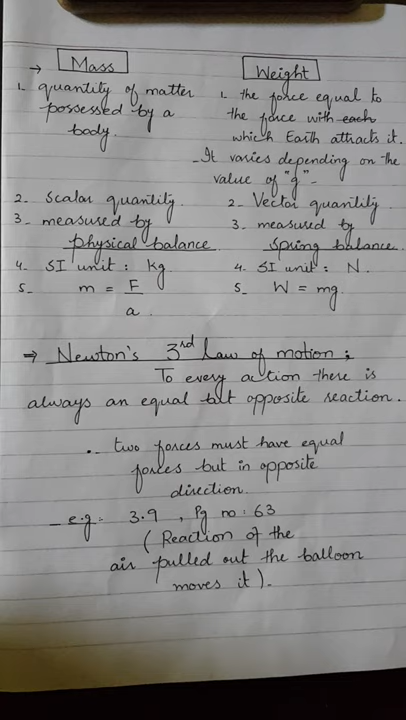 → Mass
1. quantity of matter
possessed by a
body.
2- Scalar quantity.
3- measured by
physical balance
4. SI unit : kg
5- m = F/a.
Weight
1. the force equal to
the force with each
which Earth attracts it.
- It varies depending on the
value of "g"-
2- Vector quantity.
3. measured by
Spring balance.
4. SI unit : N.
5- W = mg.
⇒ Newton's 3rd Law of motion ;
To every action there is
always an equal but opposite reaction.
two forces must have equal
forces but in opposite
direction.
- e.g:- 3.9 , Pg no: 63
( Reaction of the
air pulled out the balloon
moves it ).